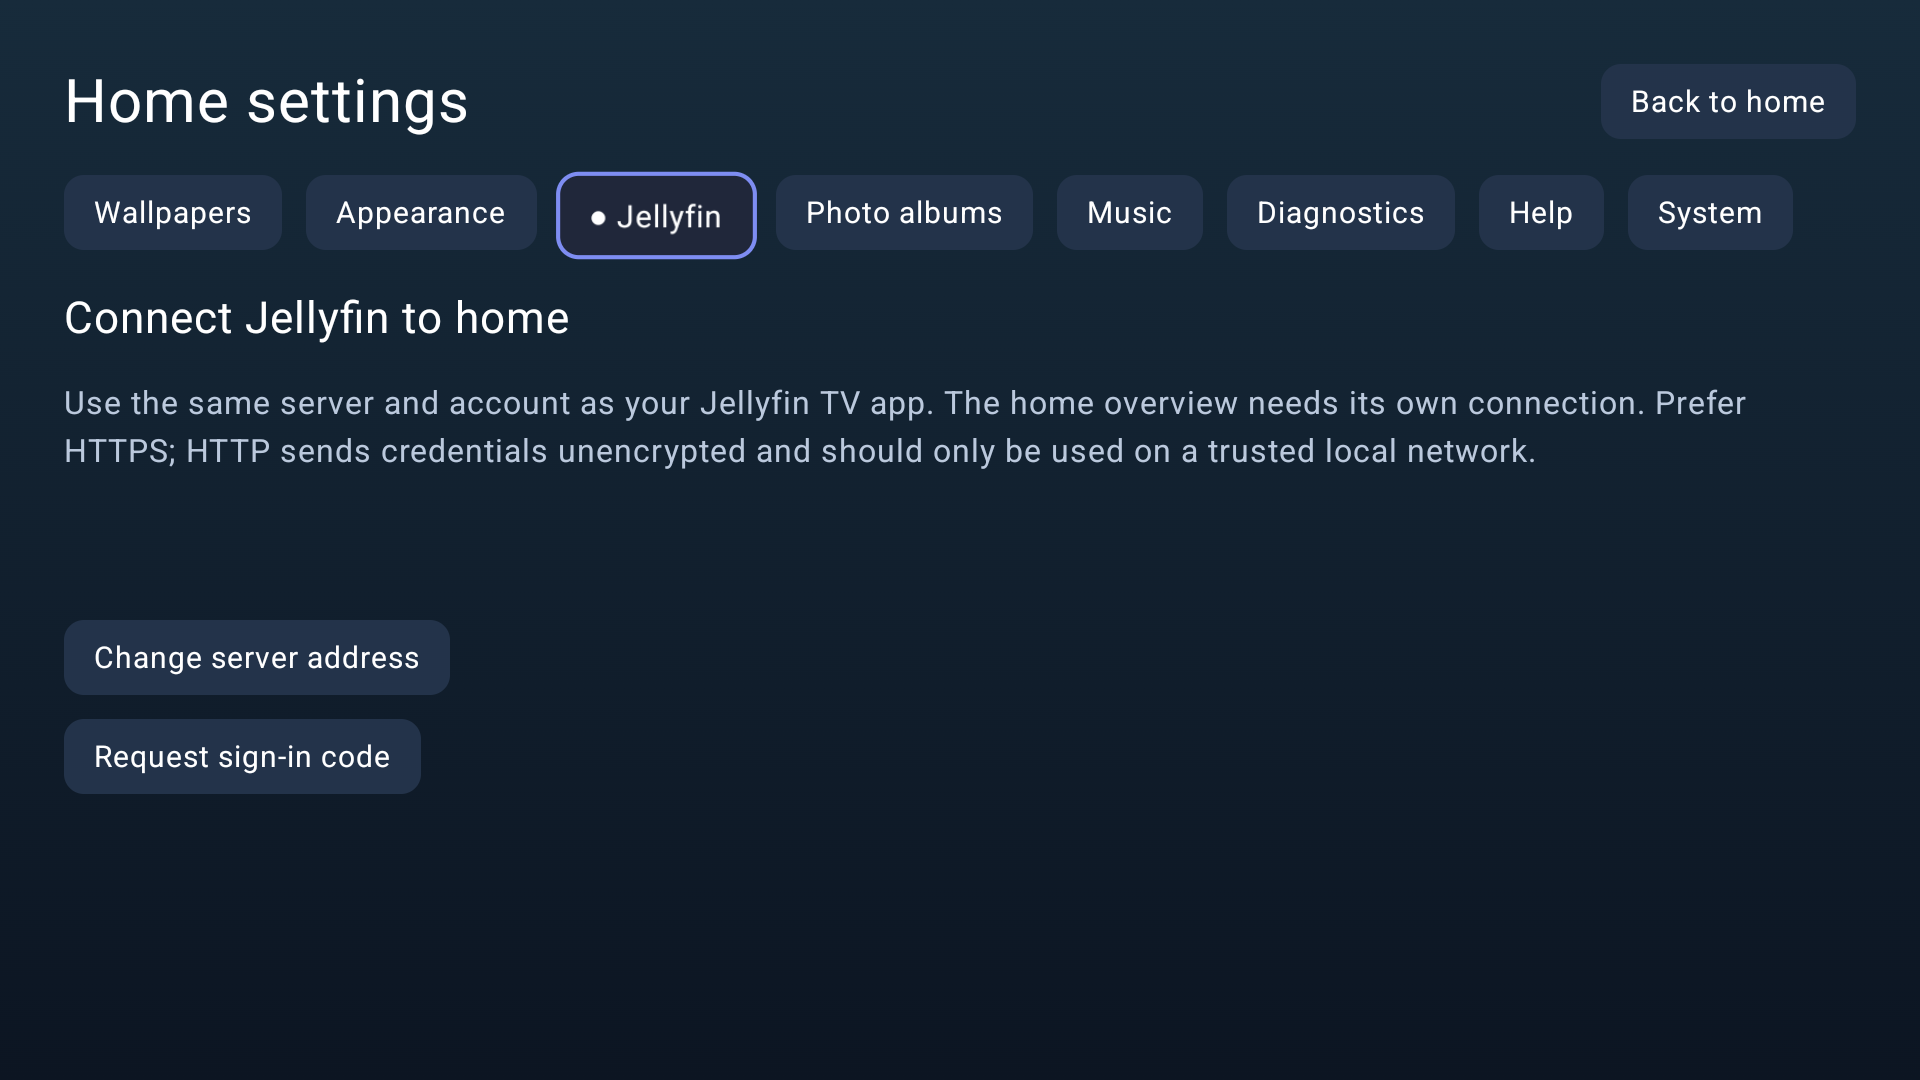 Home settings
Back to home
Wallpapers
Appearance
● Jellyfin
Photo albums
Music
Diagnostics
Help
System
Connect Jellyfin to home
Use the same server and account as your Jellyfin TV app. The home overview needs its own connection. Prefer
HTTPS; HTTP sends credentials unencrypted and should only be used on a trusted local network.
Change server address
Request sign-in code